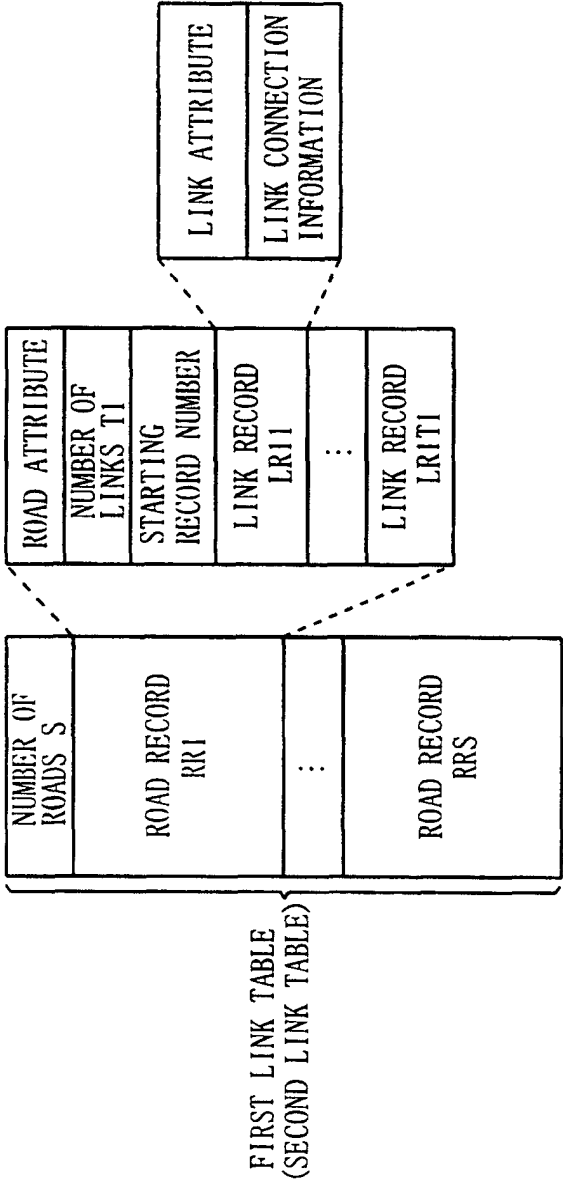 FIRST LINK TABLE
(SECOND LINK TABLE)
NUMBER OF
ROADS S
ROAD RECORD
RR1
...
ROAD RECORD
RRS
ROAD ATTRIBUTE
NUMBER OF
LINKS T1
STARTING
RECORD NUMBER
LINK RECORD
LR11
...
LINK RECORD
LR1T1
LINK ATTRIBUTE
LINK CONNECTION
INFORMATION